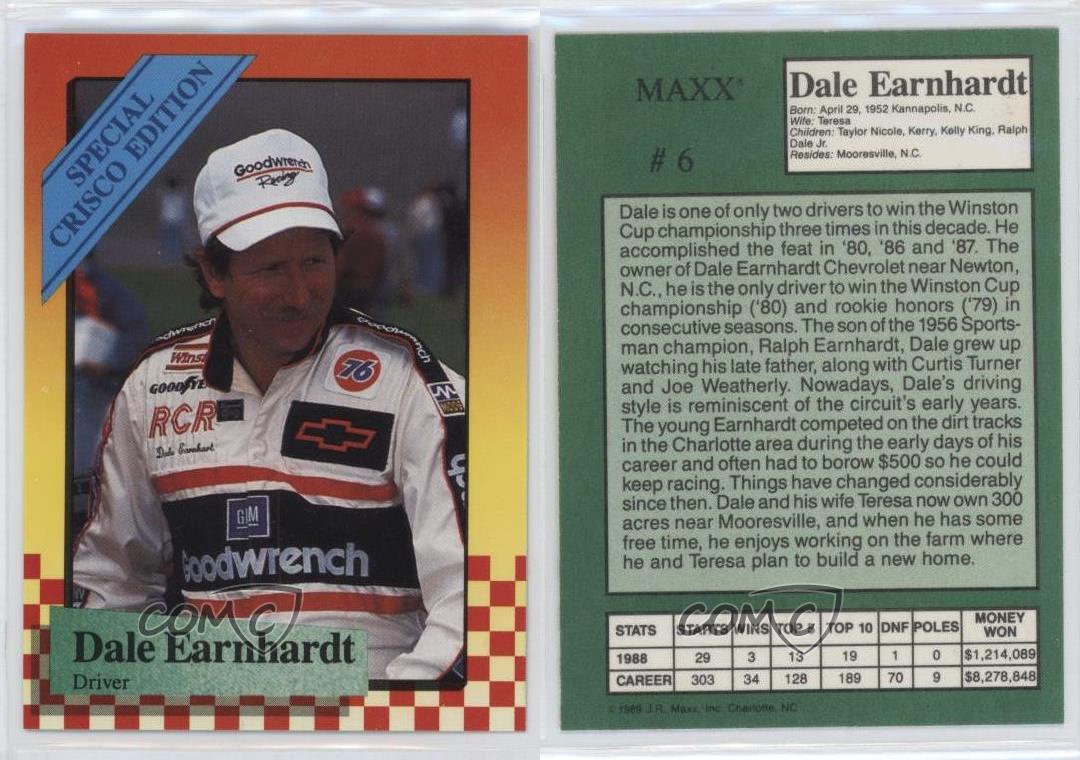 SPECIAL
CRISCO EDITION
Goodwrench
Racing
Goodwrench
Goodwrench
Winston
GOODYEAR
76
RCR
Dale Earnhart
GM
Goodwrench
COMC
Dale Earnhardt
Driver
MAXX®
# 6
Dale Earnhardt
Born: April 29, 1952 Kannapolis, N.C.
Wife: Teresa
Children: Taylor Nicole, Kerry, Kelly King, Ralph
Dale Jr.
Resides: Mooresville, N.C.
Dale is one of only two drivers to win the Winston
Cup championship three times in this decade. He
accomplished the feat in '80, '86 and '87. The
owner of Dale Earnhardt Chevrolet near Newton,
N.C., he is the only driver to win the Winston Cup
championship ('80) and rookie honors ('79) in
consecutive seasons. The son of the 1956 Sports-
man champion, Ralph Earnhardt, Dale grew up
watching his late father, along with Curtis Turner
and Joe Weatherly. Nowadays, Dale's driving
style is reminiscent of the circuit's early years.
The young Earnhardt competed on the dirt tracks
in the Charlotte area during the early days of his
career and often had to borow $500 so he could
keep racing. Things have changed considerably
since then. Dale and his wife Teresa now own 300
acres near Mooresville, and when he has some
free time, he enjoys working on the farm where
he and Teresa plan to build a new home.
COMC
STATS STARTS WINS TOP 5 TOP 10 DNF POLES MONEY WON
1988 29 3 13 19 1 0 $1,214,089
CAREER 303 34 128 189 70 9 $8,278,848
© 1989 J.R. Maxx, Inc. Charlotte, NC